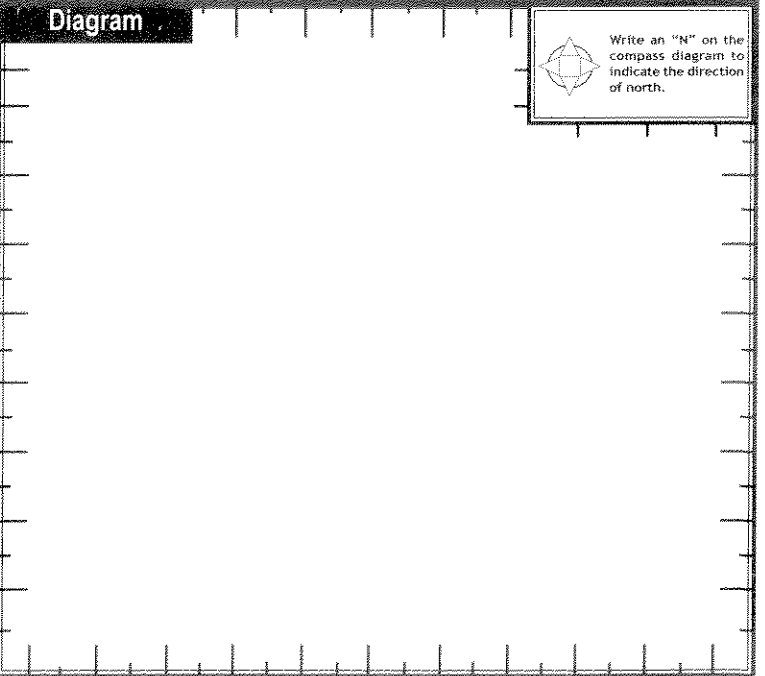 Diagram
Write an "N" on the
compass diagram to
indicate the direction
of north.